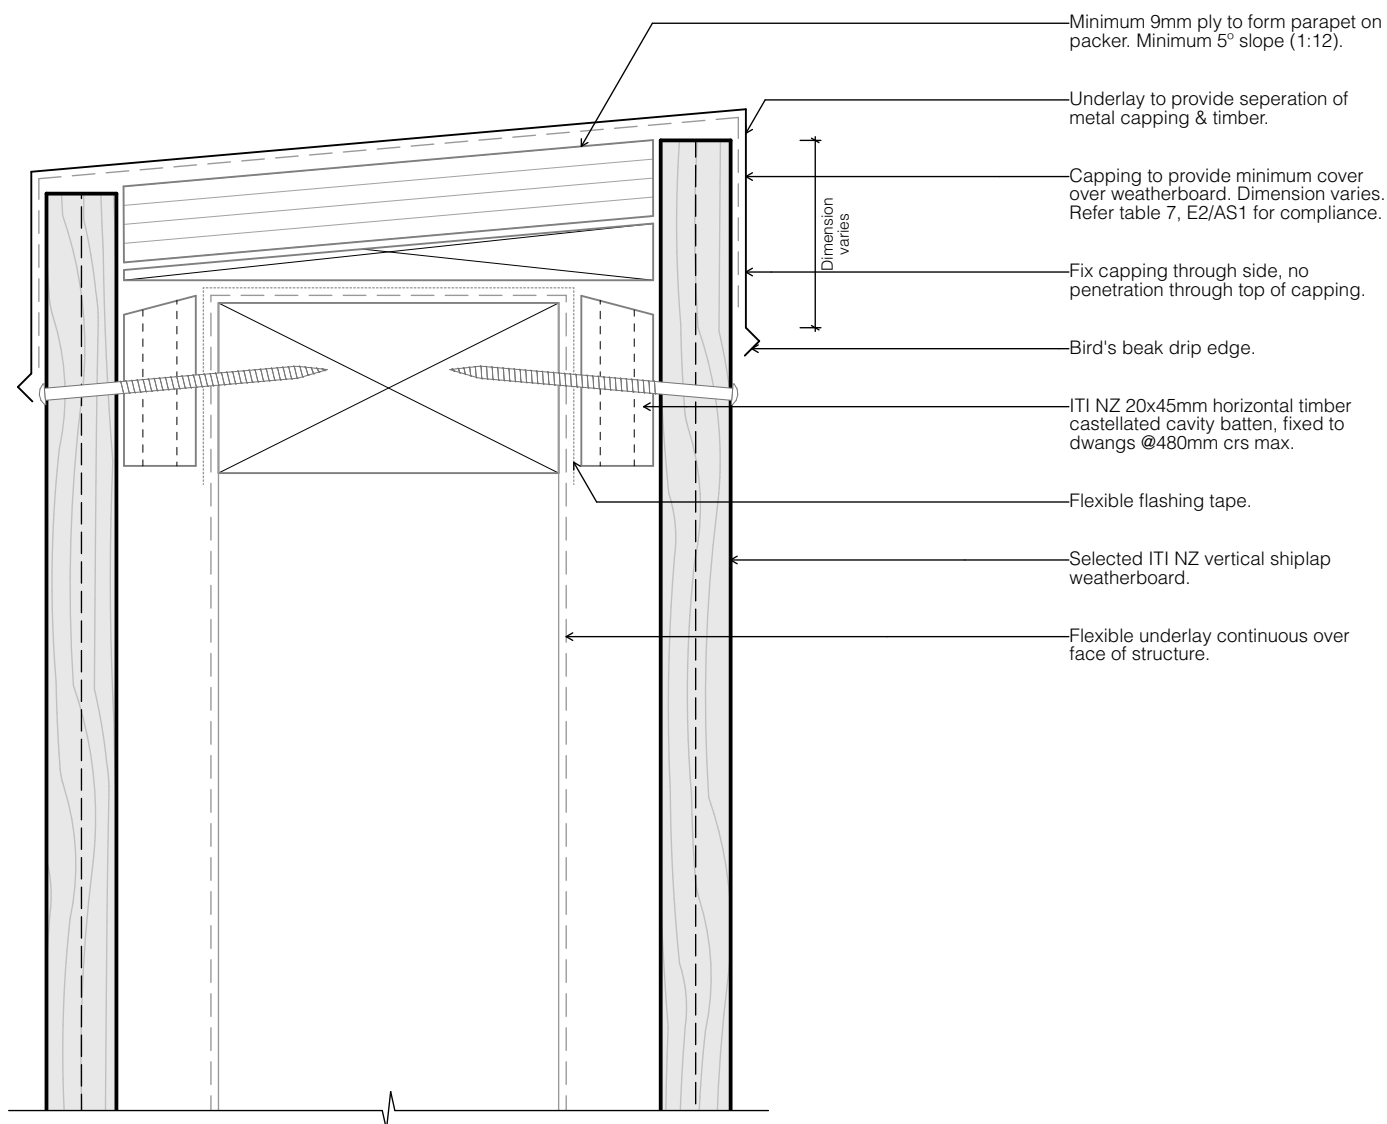 Minimum 9mm ply to form parapet on
packer. Minimum 5° slope (1:12).
Underlay to provide seperation of
metal capping & timber.
Capping to provide minimum cover
over weatherboard. Dimension varies.
Refer table 7, E2/AS1 for compliance.
Dimension
varies
Fix capping through side, no
penetration through top of capping.
Bird's beak drip edge.
ITI NZ 20x45mm horizontal timber
castellated cavity batten, fixed to
dwangs @480mm crs max.
Flexible flashing tape.
Selected ITI NZ vertical shiplap
weatherboard.
Flexible underlay continuous over
face of structure.